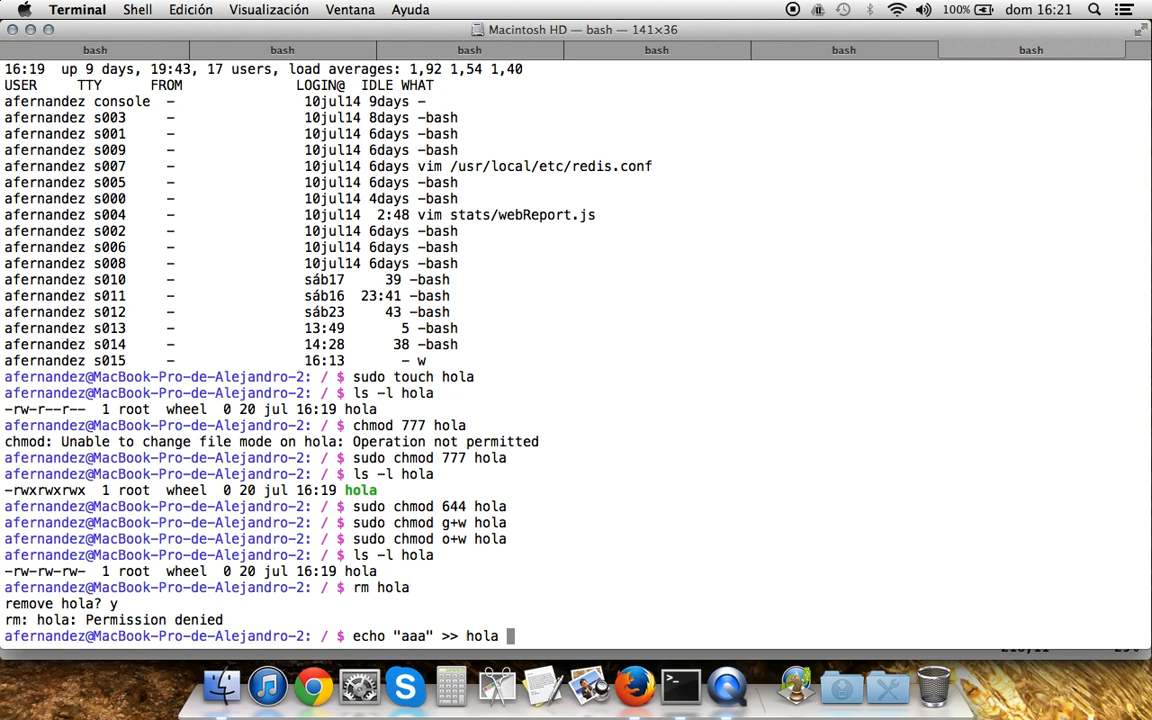 Terminal Shell Edición Visualización Ventana Ayuda 100% dom 16:21
Macintosh HD — bash — 141×36
bash bash bash bash bash bash
16:19  up 9 days, 19:43, 17 users, load averages: 1,92 1,54 1,40
USER     TTY      FROM              LOGIN@  IDLE WHAT
afernandez console  -                10jul14 9days -
afernandez s003     -                10jul14 8days -bash
afernandez s001     -                10jul14 6days -bash
afernandez s009     -                10jul14 6days -bash
afernandez s007     -                10jul14 6days vim /usr/local/etc/redis.conf
afernandez s005     -                10jul14 6days -bash
afernandez s000     -                10jul14 4days -bash
afernandez s004     -                10jul14  2:48 vim stats/webReport.js
afernandez s002     -                10jul14 6days -bash
afernandez s006     -                10jul14 6days -bash
afernandez s008     -                10jul14 6days -bash
afernandez s010     -                sáb17     39 -bash
afernandez s011     -                sáb16  23:41 -bash
afernandez s012     -                sáb23     43 -bash
afernandez s013     -                13:49       5 -bash
afernandez s014     -                14:28      38 -bash
afernandez s015     -                16:13       - w
afernandez@MacBook-Pro-de-Alejandro-2: / $ sudo touch hola
afernandez@MacBook-Pro-de-Alejandro-2: / $ ls -l hola
-rw-r--r--  1 root  wheel  0 20 jul 16:19 hola
afernandez@MacBook-Pro-de-Alejandro-2: / $ chmod 777 hola
chmod: Unable to change file mode on hola: Operation not permitted
afernandez@MacBook-Pro-de-Alejandro-2: / $ sudo chmod 777 hola
afernandez@MacBook-Pro-de-Alejandro-2: / $ ls -l hola
-rwxrwxrwx  1 root  wheel  0 20 jul 16:19 hola
afernandez@MacBook-Pro-de-Alejandro-2: / $ sudo chmod 644 hola
afernandez@MacBook-Pro-de-Alejandro-2: / $ sudo chmod g+w hola
afernandez@MacBook-Pro-de-Alejandro-2: / $ sudo chmod o+w hola
afernandez@MacBook-Pro-de-Alejandro-2: / $ ls -l hola
-rw-rw-rw-  1 root  wheel  0 20 jul 16:19 hola
afernandez@MacBook-Pro-de-Alejandro-2: / $ rm hola
remove hola? y
rm: hola: Permission denied
afernandez@MacBook-Pro-de-Alejandro-2: / $ echo "aaa" >> hola